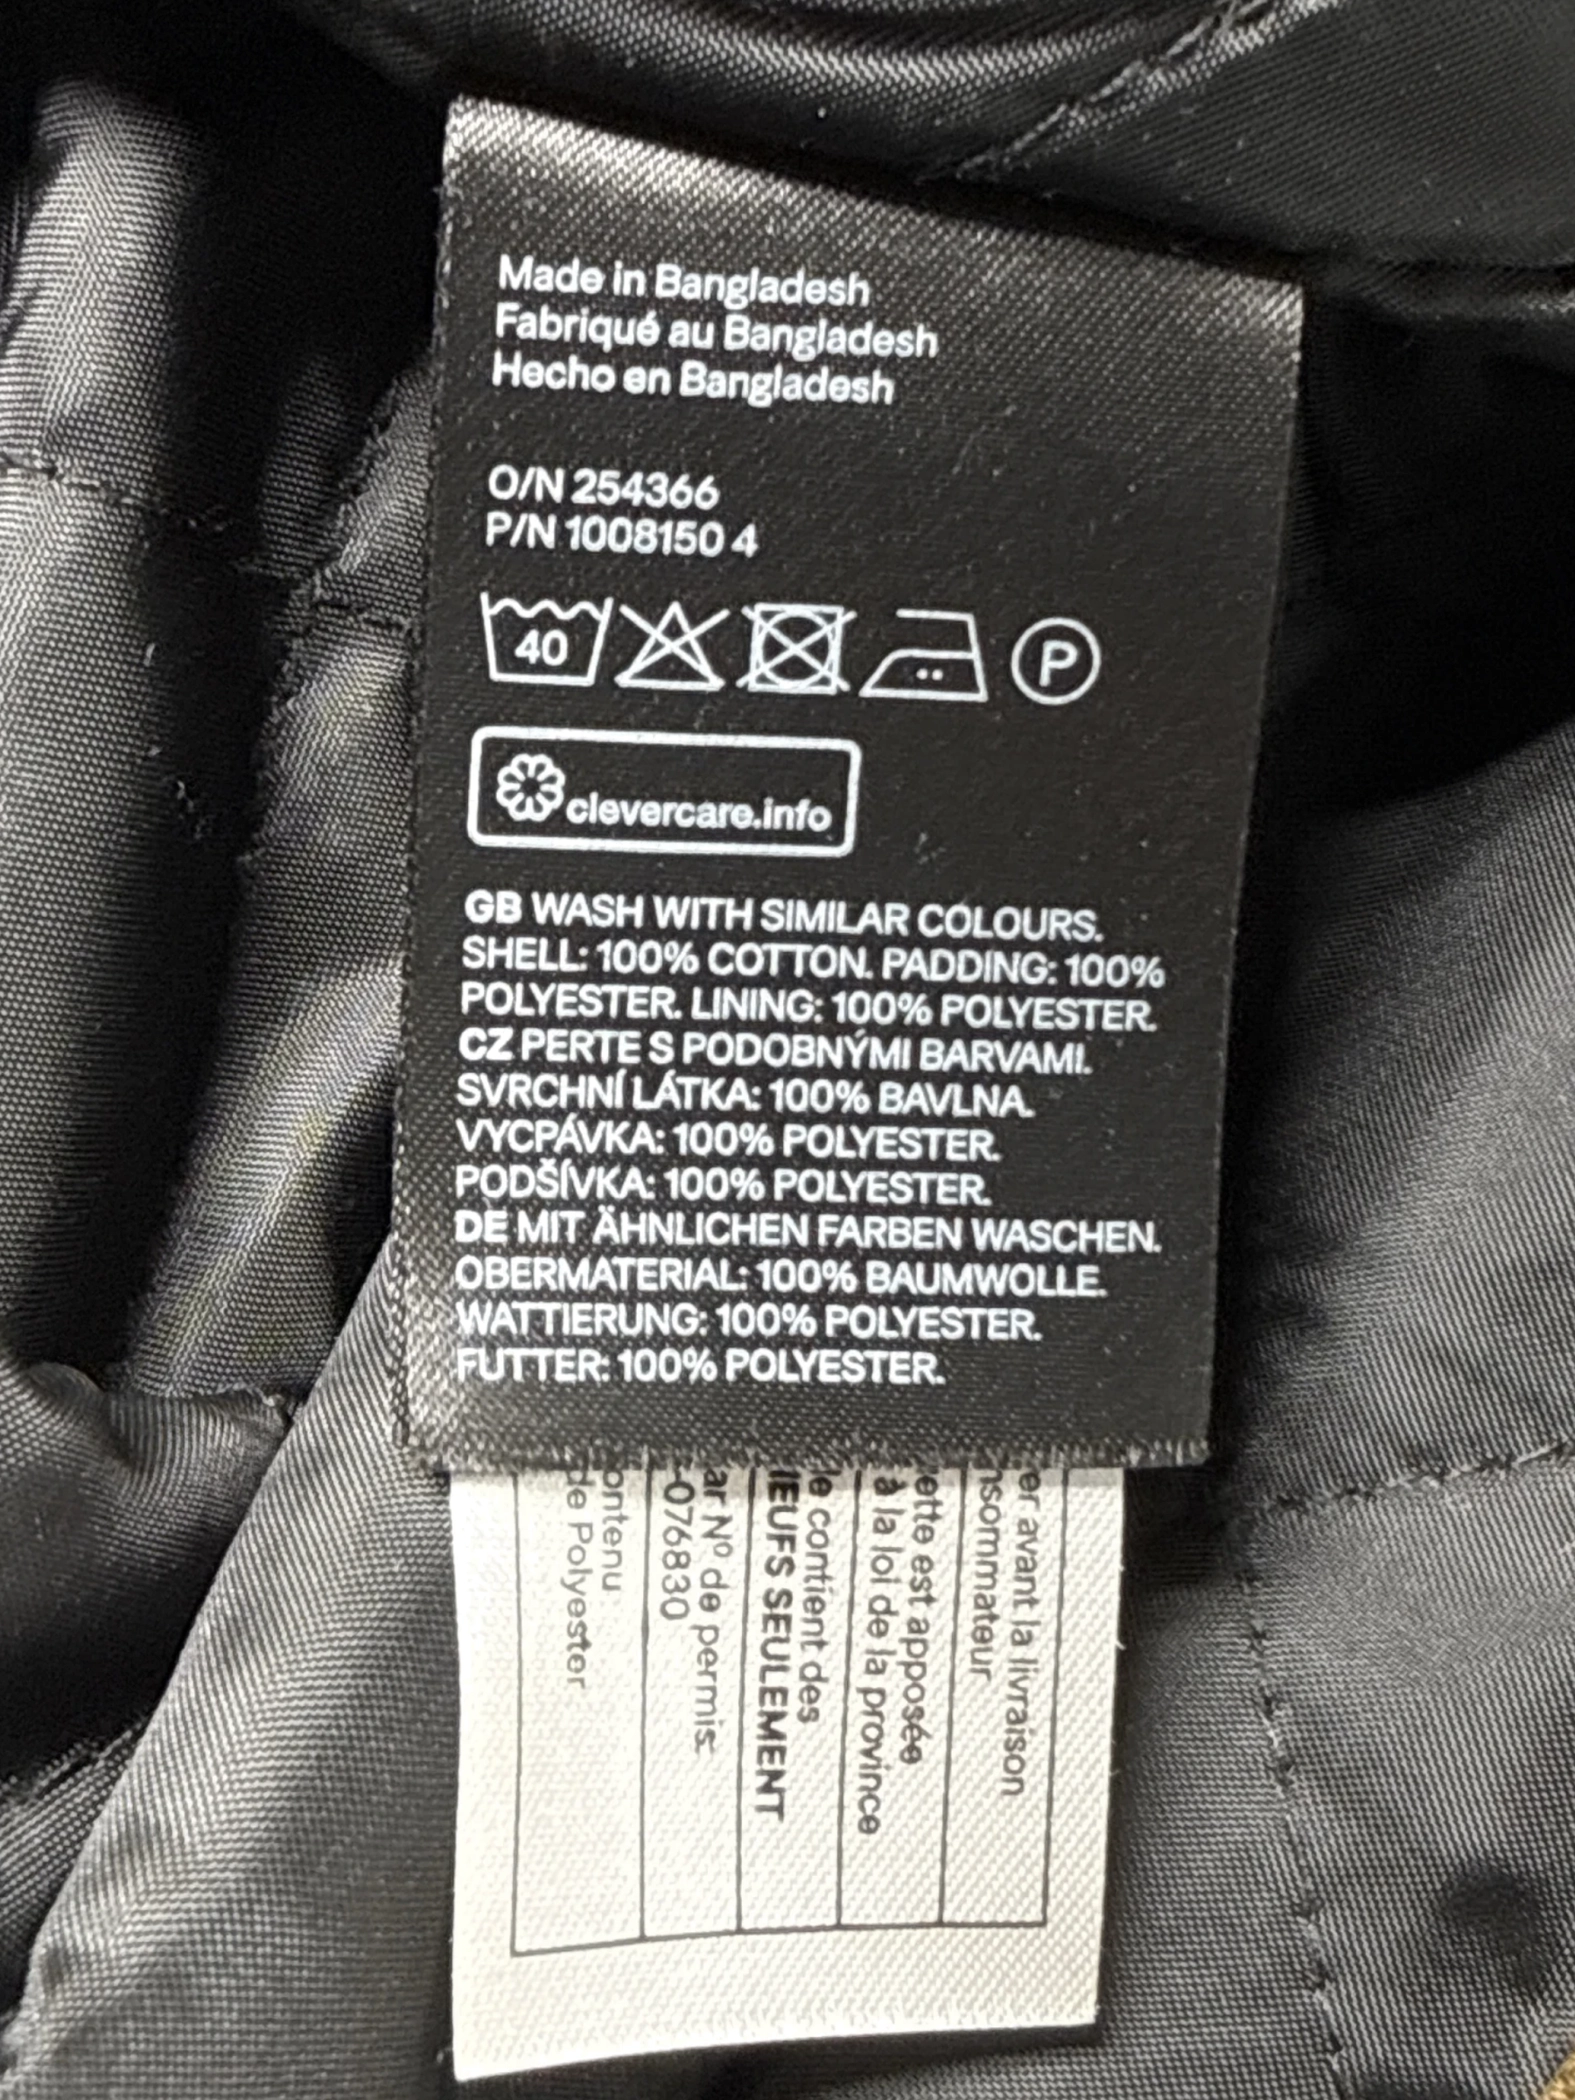 Made in Bangladesh
Fabriqué au Bangladesh
Hecho en Bangladesh
O/N 254366
P/N 1008150 4
40
P
clevercare.info
GB WASH WITH SIMILAR COLOURS.
SHELL: 100% COTTON. PADDING: 100%
POLYESTER. LINING: 100% POLYESTER.
CZ PERTE S PODOBNÝMI BARVAMI.
SVRCHNÍ LÁTKA: 100% BAVLNA.
VYCPÁVKA: 100% POLYESTER.
PODŠÍVKA: 100% POLYESTER.
DE MIT ÄHNLICHEN FARBEN WASCHEN.
OBERMATERIAL: 100% BAUMWOLLE.
WATTIERUNG: 100% POLYESTER.
FUTTER: 100% POLYESTER.
er avant la livraison
nsommateur
ette est apposée
à la loi de la province
le contient des
IEUFS SEULEMENT
ar Nº de permis:
-076830
ontenu
de Polyester